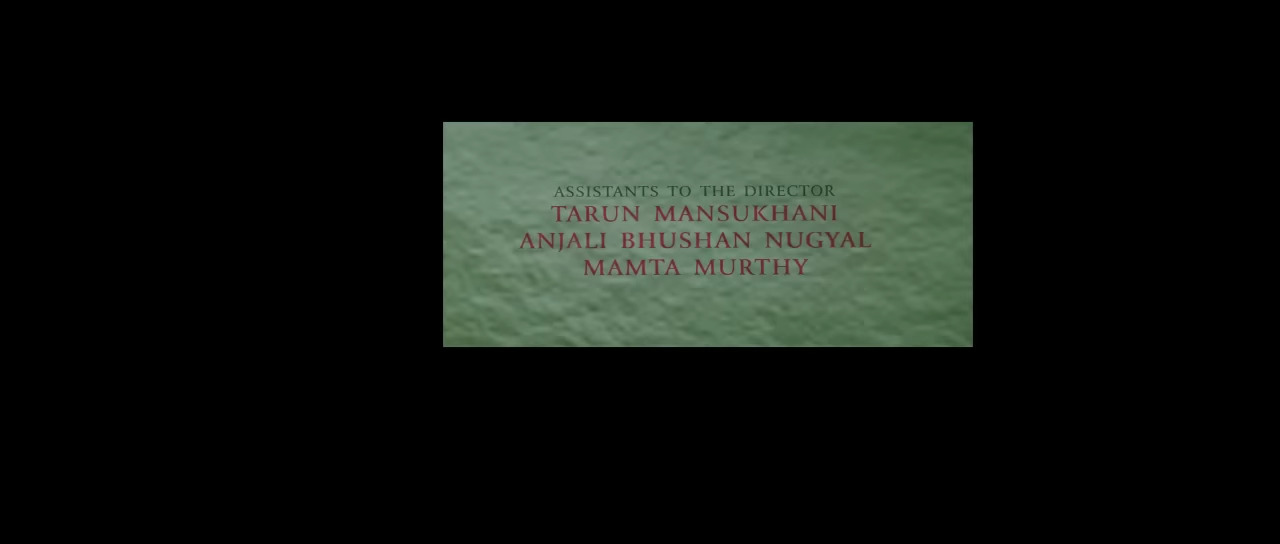 ASSISTANTS TO THE DIRECTOR
TARUN MANSUKHANI
ANJALI BHUSHAN NUGYAL
MAMTA MURTHY